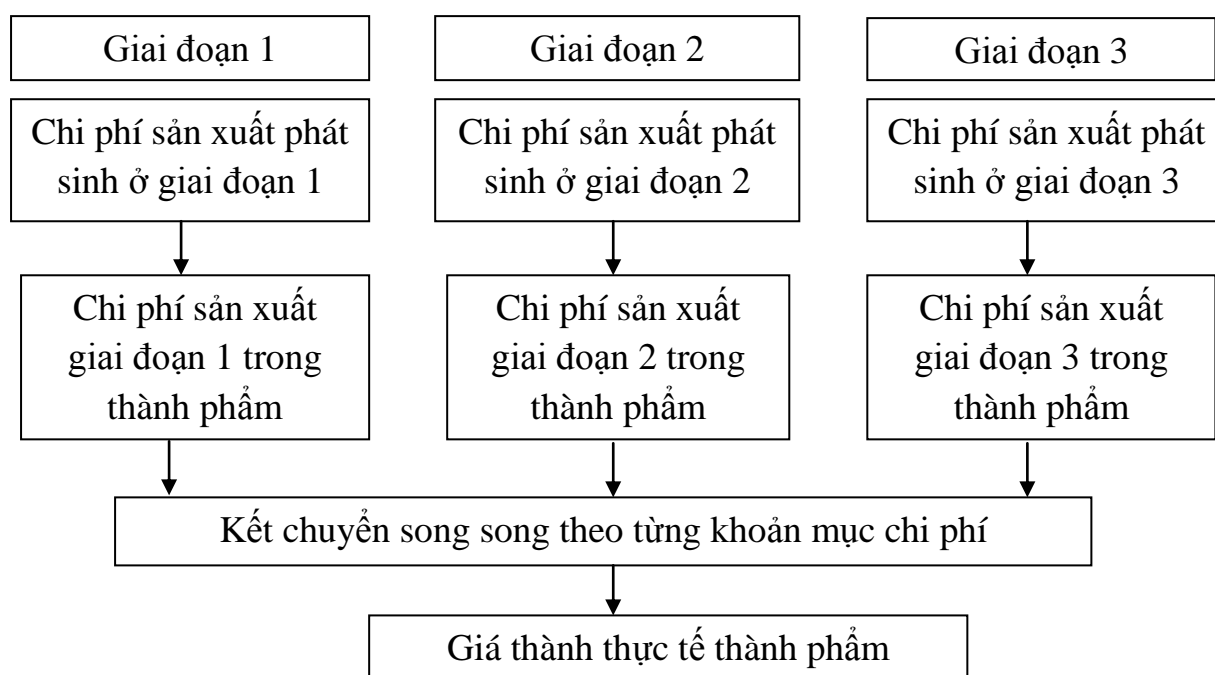 Giai đoạn 1
Giai đoạn 2
Giai đoạn 3
Chi phí sản xuất phát
sinh ở giai đoạn 1
Chi phí sản xuất phát
sinh ở giai đoạn 2
Chi phí sản xuất phát
sinh ở giai đoạn 3
Chi phí sản xuất
giai đoạn 1 trong
thành phẩm
Chi phí sản xuất
giai đoạn 2 trong
thành phẩm
Chi phí sản xuất
giai đoạn 3 trong
thành phẩm
Kết chuyển song song theo từng khoản mục chi phí
Giá thành thực tế thành phẩm